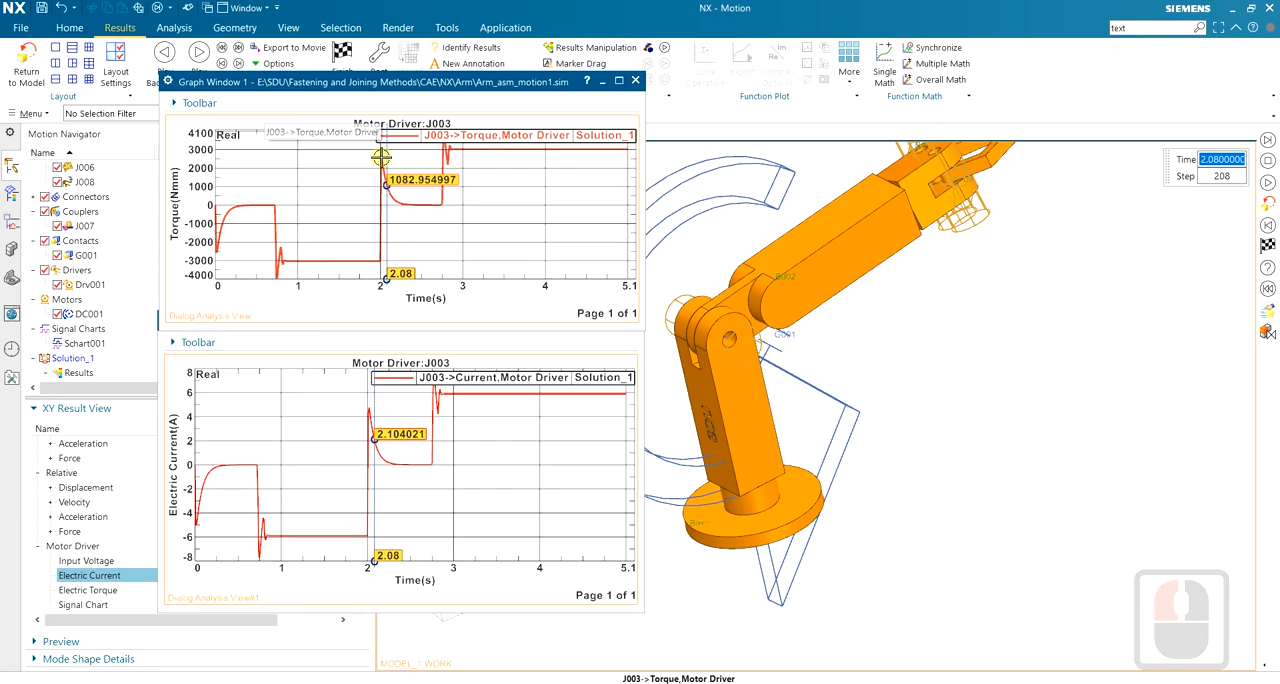 NX
Window
NX - Motion
SIEMENS
File
Home
Results
Analysis
Geometry
View
Selection
Render
Tools
Application
text
Return
to Model
Layout
Settings
Layout
Export to Movie
Options
Identify Results
New Annotation
Results Manipulation
Marker Drag
More
Function Plot
Single
Math
Synchronize
Multiple Math
Overall Math
Function Math
Menu
No Selection Filter
Graph Window 1 - E:\SDU\Fastening and Joining Methods\CAE\NX\Arm\Arm_asm_motion1.sim
Toolbar
Motor Driver:J003
Real
J003->Torque,Motor Driver
J003->Torque,Motor Driver Solution_1
4100
3000
2000
1000
0
-1000
-2000
-3000
-4000
Torque(Nmm)
1082.954997
2.08
0
1
2
3
4
5.1
Time(s)
Dialog Analysis View
Page 1 of 1
Toolbar
Motor Driver:J003
Real
J003->Current,Motor Driver Solution_1
8
6
4
2
0
-2
-4
-6
-8
Electric Current(A)
2.104021
2.08
0
1
2
3
4
5.1
Time(s)
Dialog Analysis View#1
Page 1 of 1
Motion Navigator
Name
J006
J008
Connectors
Couplers
J007
Contacts
G001
Drivers
Drv001
Motors
DC001
Signal Charts
Schart001
Solution_1
Results
XY Result View
Name
Acceleration
Force
Relative
Displacement
Velocity
Acceleration
Force
Motor Driver
Input Voltage
Electric Current
Electric Torque
Signal Chart
Preview
Mode Shape Details
Time 2.0800000
Step 208
SDU
MODEL_* WORK
J003->Torque,Motor Driver